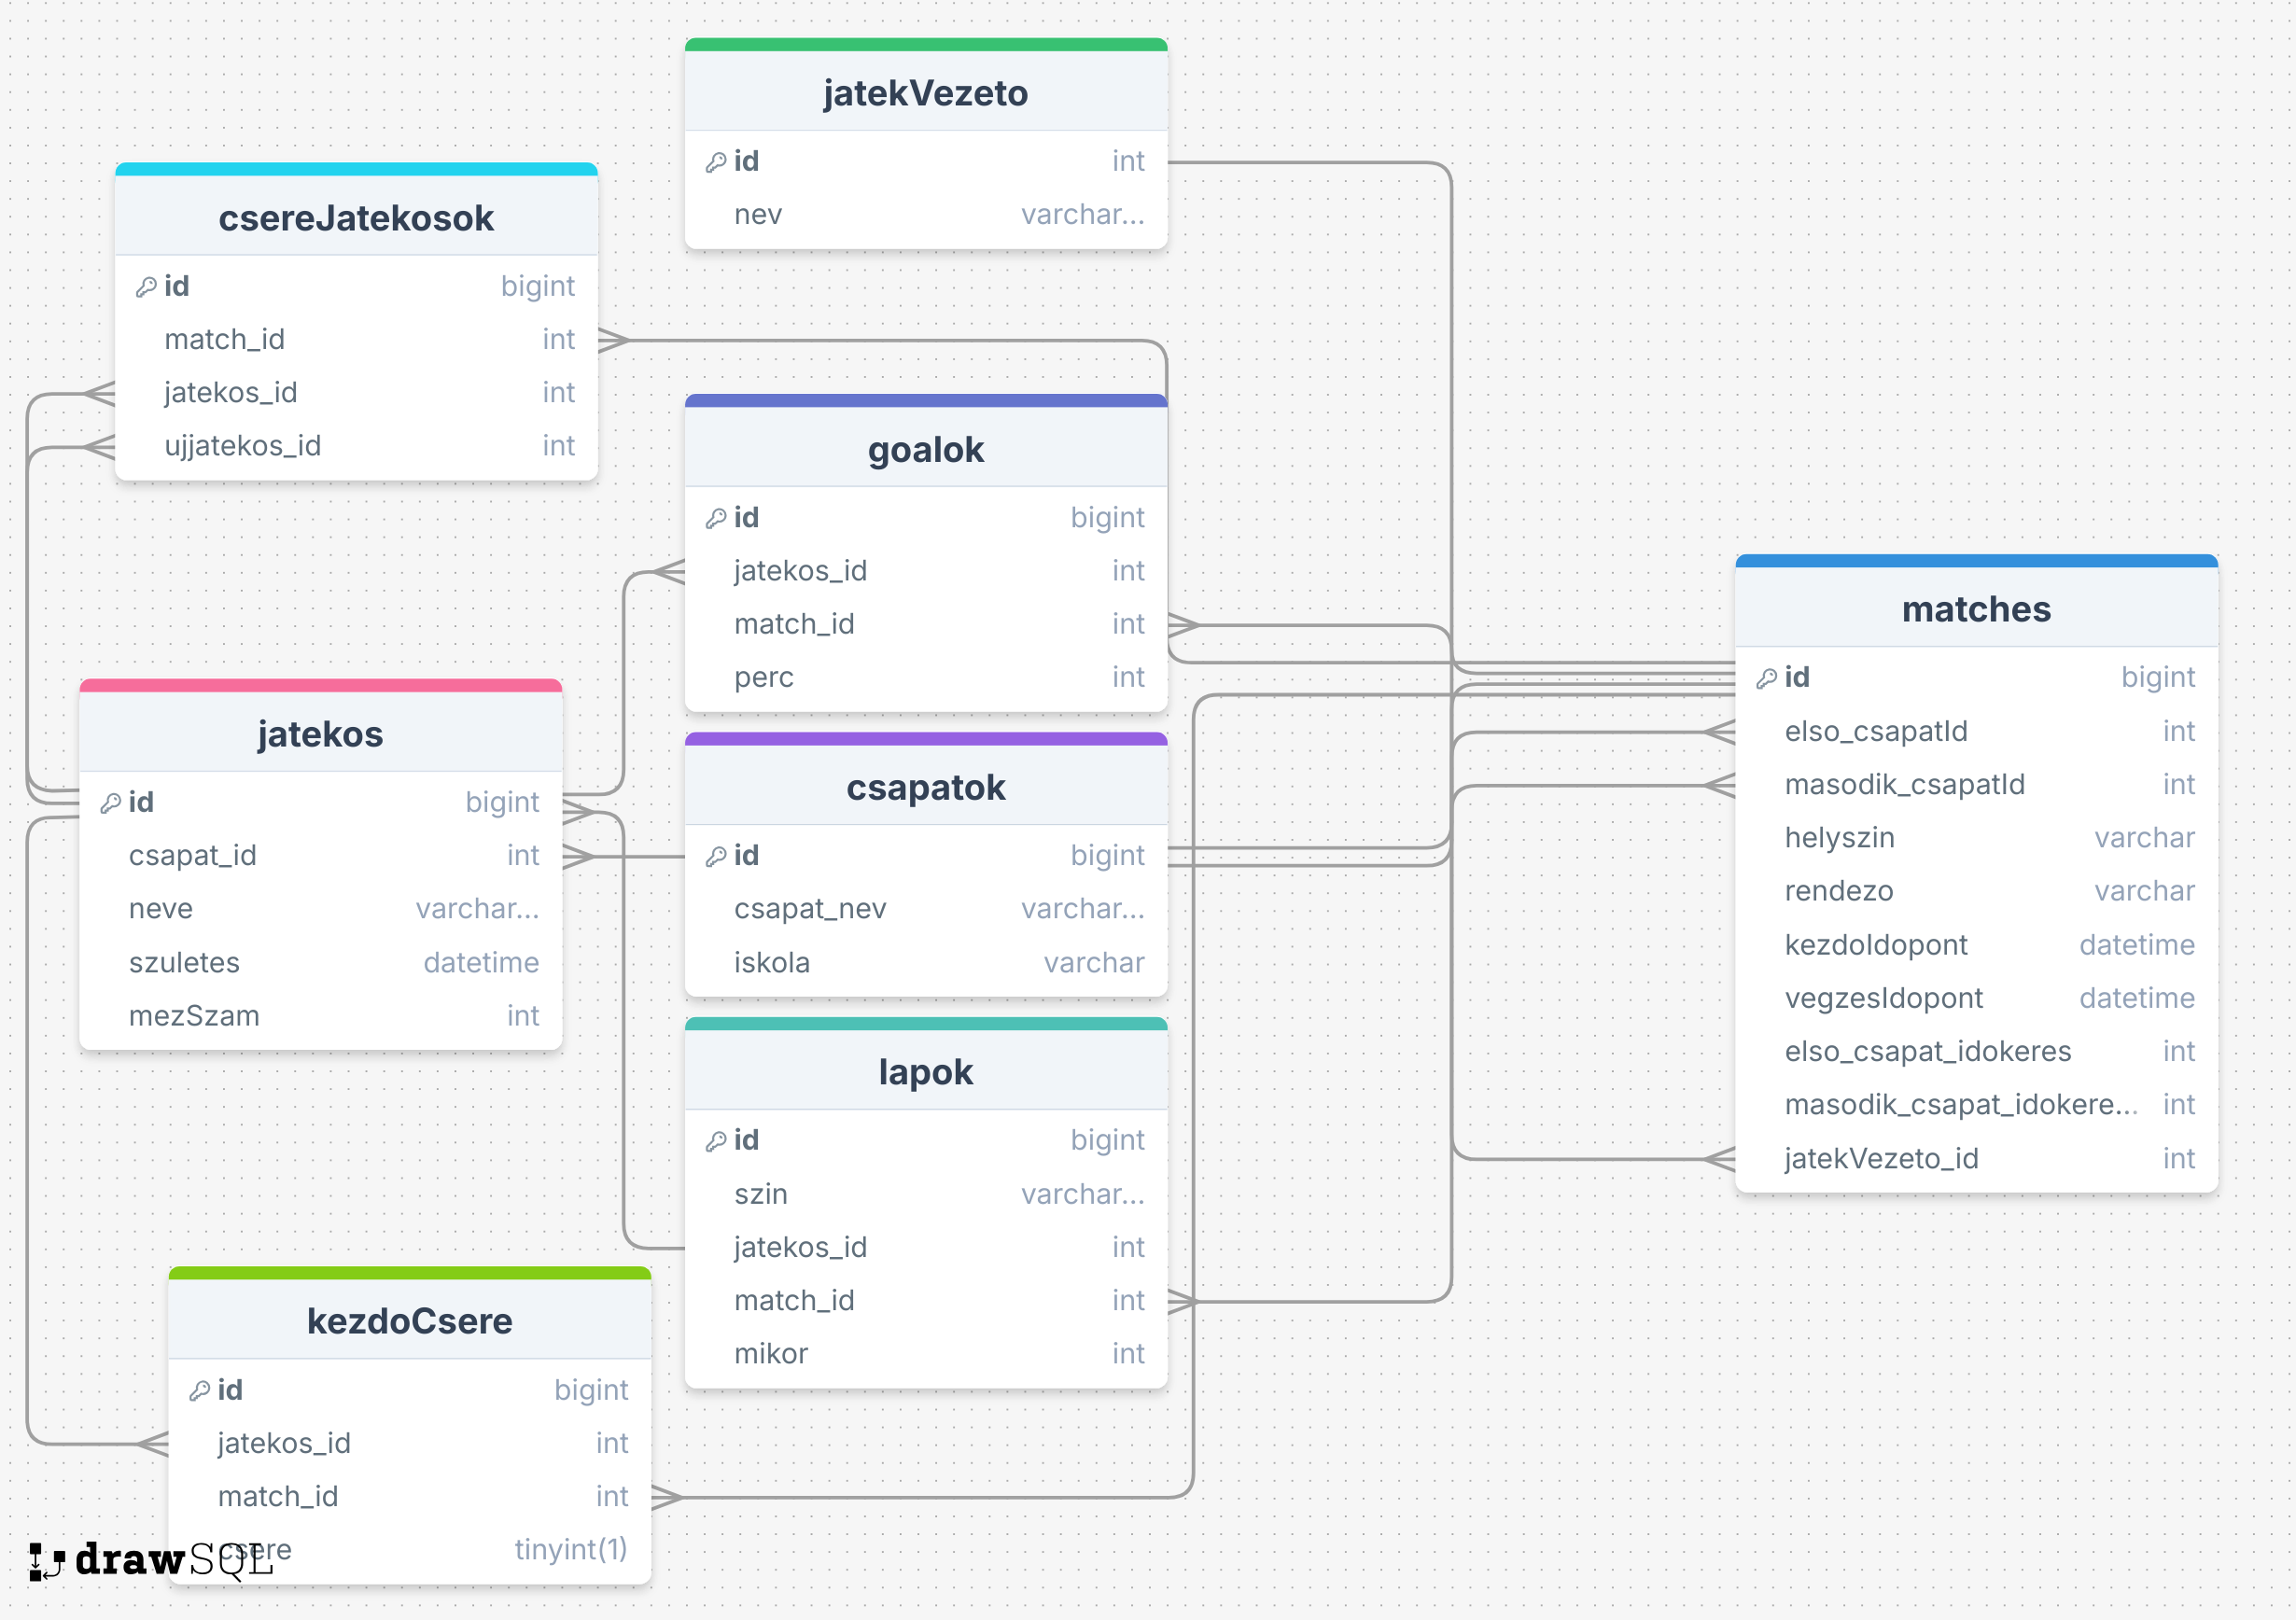 jatekVezeto
id int
nev varchar...
csereJatekosok
id bigint
match_id int
jatekos_id int
ujjatekos_id int
goalok
id bigint
jatekos_id int
match_id int
perc int
matches
id bigint
elso_csapatId int
masodik_csapatId int
helyszin varchar
rendezo varchar
kezdoIdopont datetime
vegzesIdopont datetime
elso_csapat_idokeres int
masodik_csapat_idokere... int
jatekVezeto_id int
jatekos
id bigint
csapat_id int
neve varchar...
szuletes datetime
mezSzam int
csapatok
id bigint
csapat_nev varchar...
iskola varchar
lapok
id bigint
szin varchar...
jatekos_id int
match_id int
mikor int
kezdoCsere
id bigint
jatekos_id int
match_id int
csere tinyint(1)
drawSQL